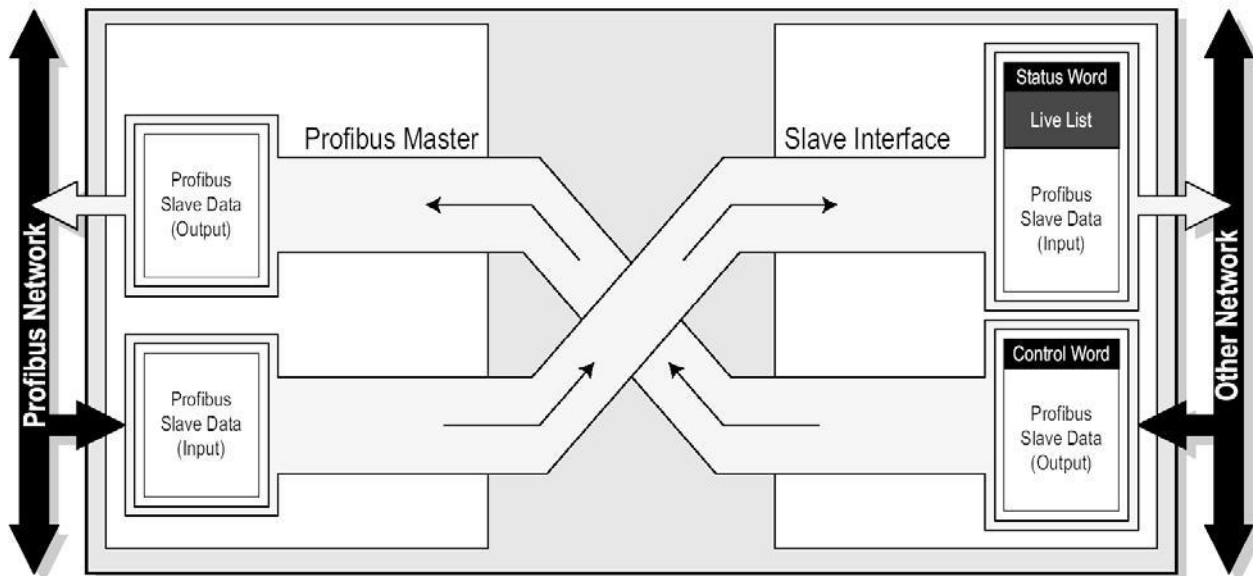 Profibus Network
Profibus Master
Profibus
Slave Data
(Output)
Profibus
Slave Data
(Input)
Slave Interface
Status Word
Live List
Profibus
Slave Data
(Input)
Control Word
Profibus
Slave Data
(Output)
Other Network